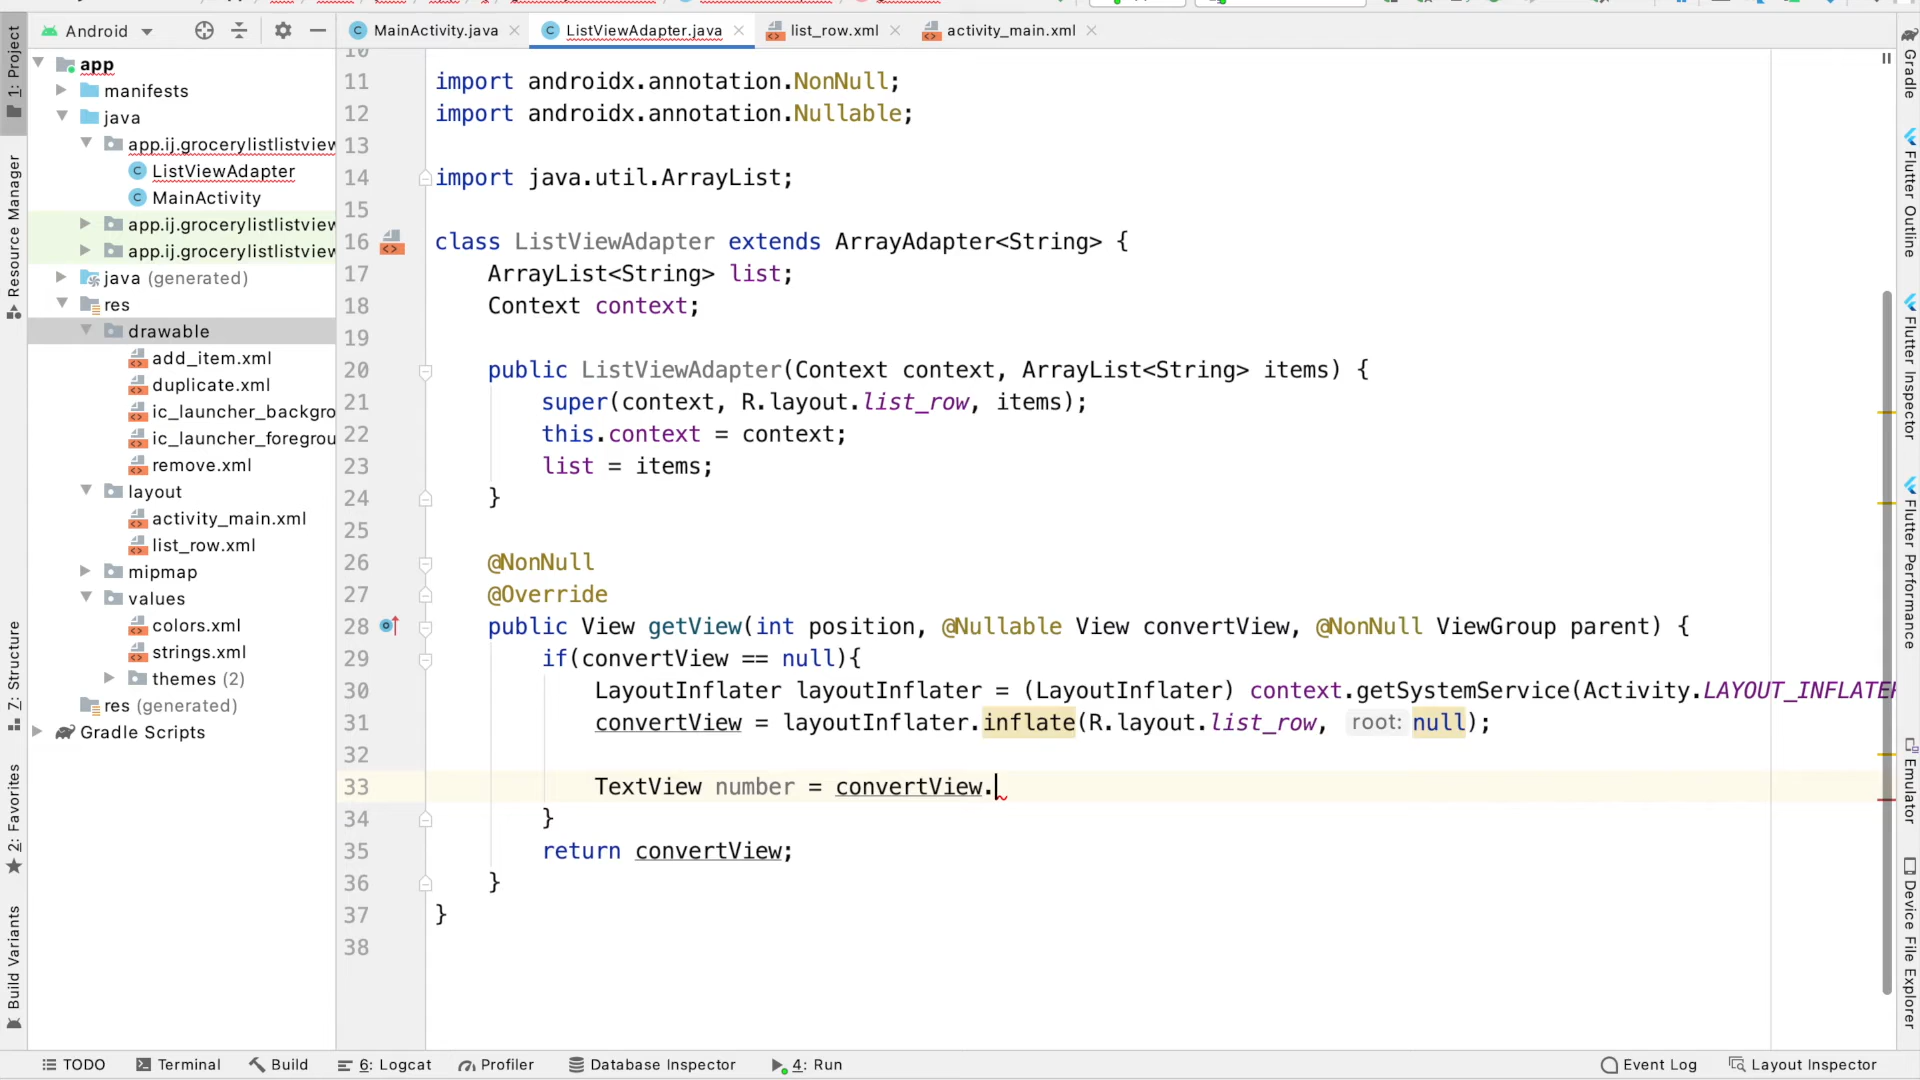 Android
MainActivity.java
ListViewAdapter.java
list_row.xml
activity_main.xml
1: Project
Resource Manager
7: Structure
2: Favorites
Build Variants
app
manifests
java
app.ij.grocerylistlistview
ListViewAdapter
MainActivity
app.ij.grocerylistlistview
app.ij.grocerylistlistview
java (generated)
res
drawable
add_item.xml
duplicate.xml
ic_launcher_backgro
ic_launcher_foregrou
remove.xml
layout
activity_main.xml
list_row.xml
mipmap
values
colors.xml
strings.xml
themes (2)
res (generated)
Gradle Scripts
10
11 import androidx.annotation.NonNull;
12 import androidx.annotation.Nullable;
13
14 import java.util.ArrayList;
15
16 class ListViewAdapter extends ArrayAdapter<String> {
17 ArrayList<String> list;
18 Context context;
19
20 public ListViewAdapter(Context context, ArrayList<String> items) {
21 super(context, R.layout.list_row, items);
22 this.context = context;
23 list = items;
24 }
25
26 @NonNull
27 @Override
28 public View getView(int position, @Nullable View convertView, @NonNull ViewGroup parent) {
29 if(convertView == null){
30 LayoutInflater layoutInflater = (LayoutInflater) context.getSystemService(Activity.LAYOUT_INFLATER
31 convertView = layoutInflater.inflate(R.layout.list_row, root: null);
32
33 TextView number = convertView.
34 }
35 return convertView;
36 }
37 }
38
Gradle
Flutter Outline
Flutter Inspector
Flutter Performance
Emulator
Device File Explorer
TODO
Terminal
Build
6: Logcat
Profiler
Database Inspector
4: Run
Event Log
Layout Inspector